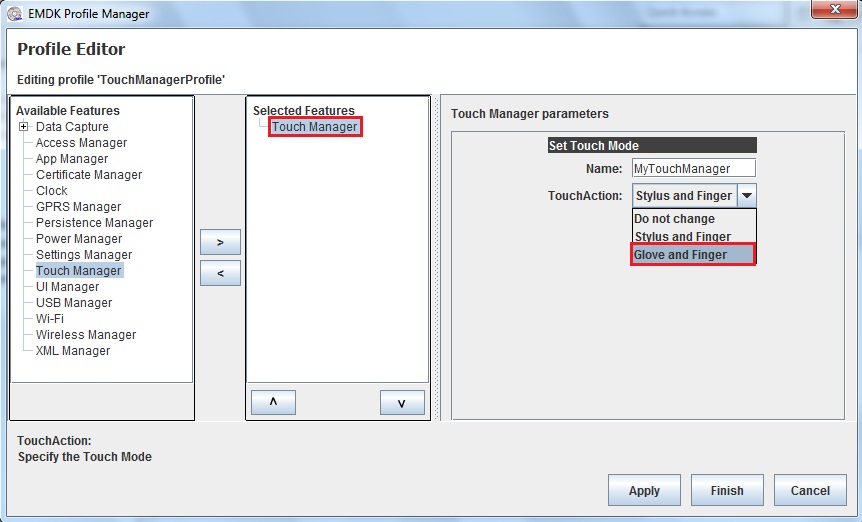 EMDK Profile Manager
Profile Editor
Editing profile 'TouchManagerProfile'
Available Features
Data Capture
Access Manager
App Manager
Certificate Manager
Clock
GPRS Manager
Persistence Manager
Power Manager
Settings Manager
Touch Manager
UI Manager
USB Manager
Wi-Fi
Wireless Manager
XML Manager
>
<
Selected Features
Touch Manager
^
v
Touch Manager parameters
Set Touch Mode
Name: MyTouchManager
TouchAction: Stylus and Finger
Do not change
Stylus and Finger
Glove and Finger
TouchAction:
Specify the Touch Mode
Apply Finish Cancel